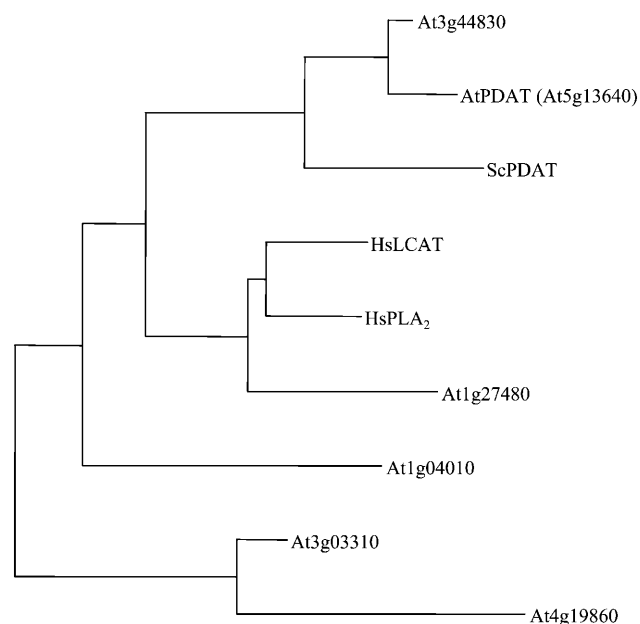 At3g44830
AtPDAT (At5g13640)
ScPDAT
HsLCAT
HsPLA₂
At1g27480
At1g04010
At3g03310
At4g19860